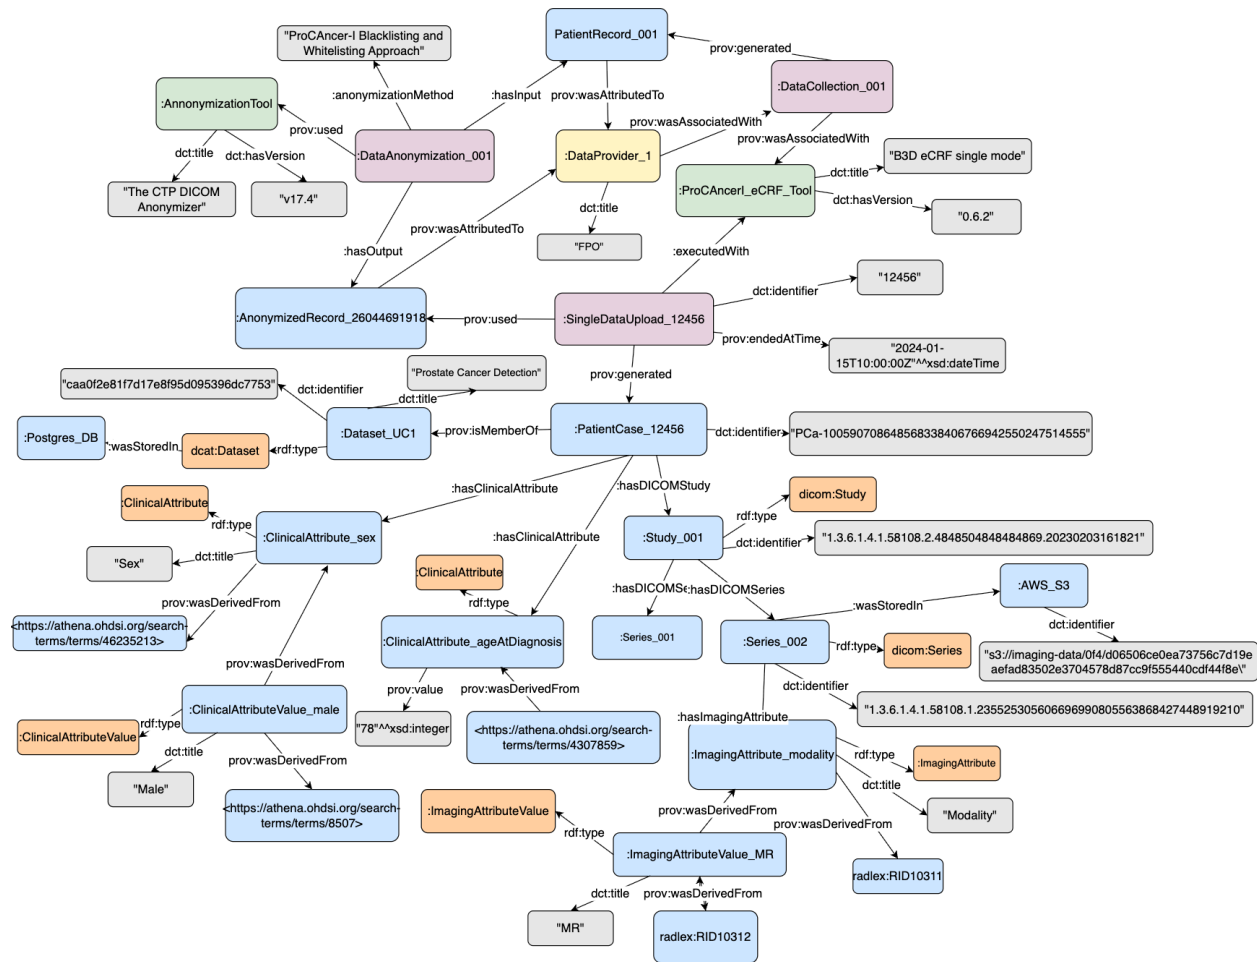 "ProCAncer-I Blacklisting and
Whitelisting Approach"
PatientRecord_001
prov:generated
:AnnonymizationTool
:anonymizationMethod
:hasInput
prov:wasAttributedTo
:DataCollection_001
prov:used
prov:wasAssociatedWith
prov:wasAssociatedWith
dct:title
dct:hasVersion
:DataAnonymization_001
:DataProvider_1
"B3D eCRF single mode"
dct:title
:ProCAncerI_eCRF_Tool
dct:hasVersion
"The CTP DICOM
Anonymizer"
"v17.4"
dct:title
"0.6.2"
prov:wasAttributedTo
:hasOutput
"FPO"
:executedWith
"12456"
dct:identifier
:AnonymizedRecord_26044691918
prov:used
:SingleDataUpload_12456
prov:endedAtTime
"2024-01-
15T10:00:00Z"^^xsd:dateTime
prov:generated
"caa0f2e81f7d17e8f95d095396dc7753"
dct:identifier
"Prostate Cancer Detection"
dct:title
:Postgres_DB
:wasStoredIn
dcat:Dataset
rdf:type
:Dataset_UC1
prov:isMemberOf
:PatientCase_12456
dct:identifier
"PCa-100590708648568338406766942550247514555"
:hasClinicalAttribute
:hasDICOMStudy
:ClinicalAttribute
rdf:type
dicom:Study
rdf:type
:ClinicalAttribute_sex
:hasClinicalAttribute
:Study_001
dct:identifier
"1.3.6.1.4.1.58108.2.4848504848484869.20230203161821"
"Sex"
dct:title
:ClinicalAttribute
rdf:type
:hasDICOMSe
:hasDICOMSeries
:AWS_S3
:wasStoredIn
prov:wasDerivedFrom
<https://athena.ohdsi.org/search-
terms/terms/46235213>
:ClinicalAttribute_ageAtDiagnosis
:Series_001
:Series_002
rdf:type
dicom:Series
dct:identifier
"s3://imaging-data/0f4/d06506ce0ea73756c7d19e
aefad83502e3704578d87cc9f555440cdf44f8e\"
prov:wasDerivedFrom
prov:value
prov:wasDerivedFrom
dct:identifier
:ClinicalAttributeValue_male
"1.3.6.1.4.1.58108.1.235525305606696990805563868427448919210"
:ClinicalAttributeValue
rdf:type
"78"^^xsd:integer
<https://athena.ohdsi.org/search-
terms/terms/4307859>
:hasImagingAttribute
dct:title
prov:wasDerivedFrom
:ImagingAttribute_modality
rdf:type
:ImagingAttribute
dct:title
"Male"
<https://athena.ohdsi.org/search-
terms/terms/8507>
:ImagingAttributeValue
rdf:type
prov:wasDerivedFrom
prov:wasDerivedFrom
"Modality"
:ImagingAttributeValue_MR
radlex:RID10311
dct:title
prov:wasDerivedFrom
"MR"
radlex:RID10312